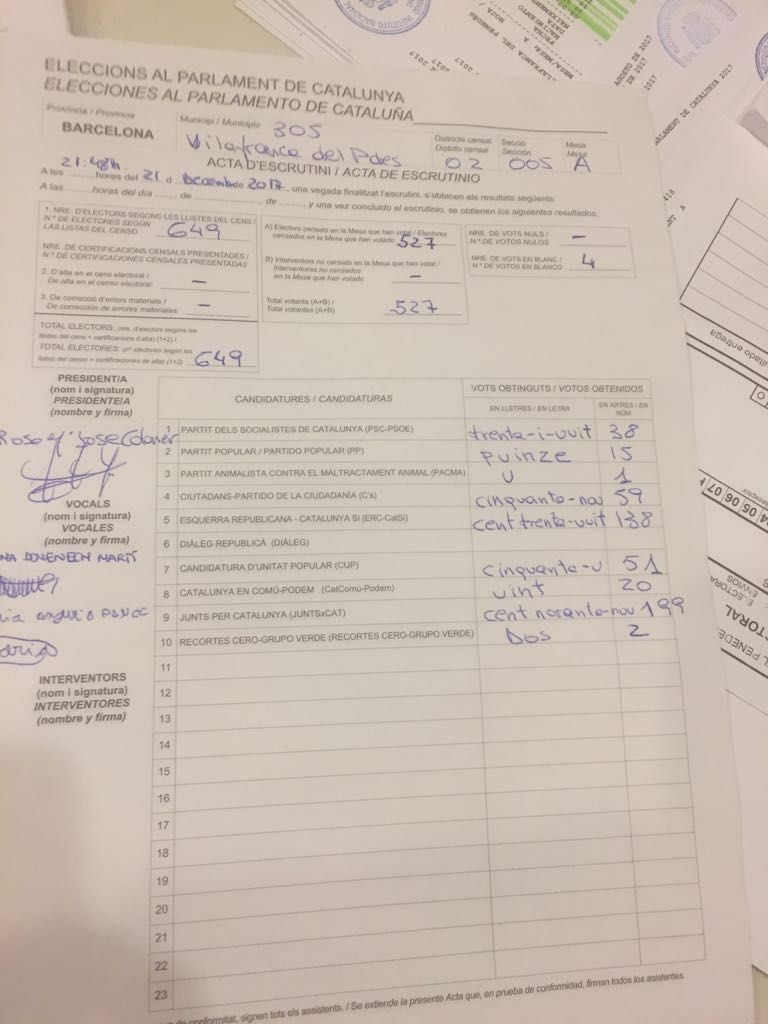 ELECCIONS AL PARLAMENT DE CATALUNYA
ELECCIONES AL PARLAMENTO DE CATALUÑA
Provincia / Provincia
BARCELONA
Municipi / Municipio 305
Vilafranca del Pdes
Districte censal
Distrito censal
02
Secció
Sección
005
Mesa
Mesa
A
ACTA D'ESCRUTINI / ACTA DE ESCRUTINIO
21:48h
A les ......... hores del 21 d Desembre de 2017, una vegada finalitzat l'escrutini, s'obtenen els resultats següents:
A las ......... horas del día ....... de .................. de ........., y una vez concluido el escrutinio, se obtienen los siguientes resultados:
1. NRE. D'ELECTORS SEGONS LES LLISTES DEL CENS /
N.º DE ELECTORES SEGÚN
LAS LISTAS DEL CENSO
649
NRE. DE CERTIFICACIONS CENSALS PRESENTADES /
N.º DE CERTIFICACIONES CENSALES PRESENTADAS
2. D'alta en el cens electoral /
De alta en el censo electoral:
–
3. De correcció d'errors materials /
De corrección de errores materiales:
–
TOTAL ELECTORS: (nre. d'electors segons les
llistes del cens + certificacions d'alta) (1+2) /
TOTAL ELECTORES: (nº electores según las
listas del censo + certificaciones de alta) (1+2)
649
A) Electors censats en la Mesa que han votat / Electores
censados en la Mesa que han votado
527
B) Interventors no censats en la Mesa que han votat /
Interventores no censados
en la Mesa que han votado
–
Total votants (A+B) /
Total votantes (A+B)
527
NRE. DE VOTS NULS /
N.º DE VOTOS NULOS
–
NRE. DE VOTS EN BLANC /
N.º DE VOTOS EN BLANCO
4
PRESIDENT/A
(nom i signatura)
PRESIDENTE/A
(nombre y firma)
VOCALS
(nom i signatura)
VOCALES
(nombre y firma)
INTERVENTORS
(nom i signatura)
INTERVENTORES
(nombre y firma)
CANDIDATURES / CANDIDATURAS
VOTS OBTINGUTS / VOTOS OBTENIDOS
EN LLETRES / EN LETRA
EN XIFRES / EN NÚM.
1 PARTIT DELS SOCIALISTES DE CATALUNYA (PSC-PSOE) trenta-i-vuit 38
2 PARTIT POPULAR / PARTIDO POPULAR (PP) quinze 15
3 PARTIT ANIMALISTA CONTRA EL MALTRACTAMENT ANIMAL (PACMA) U 1
4 CIUTADANS-PARTIDO DE LA CIUDADANÍA (C's) cinquanta-nou 59
5 ESQUERRA REPUBLICANA - CATALUNYA SÍ (ERC-CatSí) cent trenta-vuit 138
6 DIÀLEG REPUBLICÀ (DIÀLEG)
7 CANDIDATURA D'UNITAT POPULAR (CUP) cinquanta-u 51
8 CATALUNYA EN COMÚ-PODEM (CatComú-Podem) vint 20
9 JUNTS PER CATALUNYA (JUNTSxCAT) cent noranta-nou 199
10 RECORTES CERO-GRUPO VERDE (RECORTES CERO-GRUPO VERDE) Dos 2
11
12
13
14
15
16
17
18
19
20
21
22
23
de conformitat, signen tots els assistents. / Se extiende la presente Acta que, en prueba de conformidad, firman todos los asistentes.